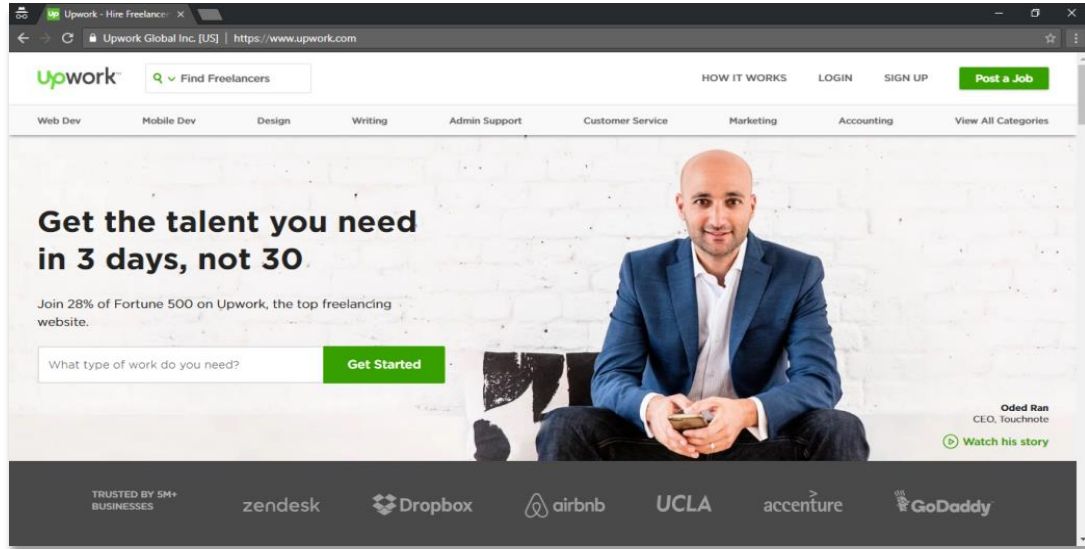 Upwork - Hire Freelancer
Upwork Global Inc. [US] | https://www.upwork.com
Upwork
Find Freelancers
HOW IT WORKS LOGIN SIGN UP Post a Job
Web Dev Mobile Dev Design Writing Admin Support Customer Service Marketing Accounting View All Categories
Get the talent you need
in 3 days, not 30
Join 28% of Fortune 500 on Upwork, the top freelancing
website.
What type of work do you need? Get Started
Oded Ran
CEO, Touchnote
Watch his story
TRUSTED BY 5M+
BUSINESSES
zendesk Dropbox airbnb UCLA accenture GoDaddy